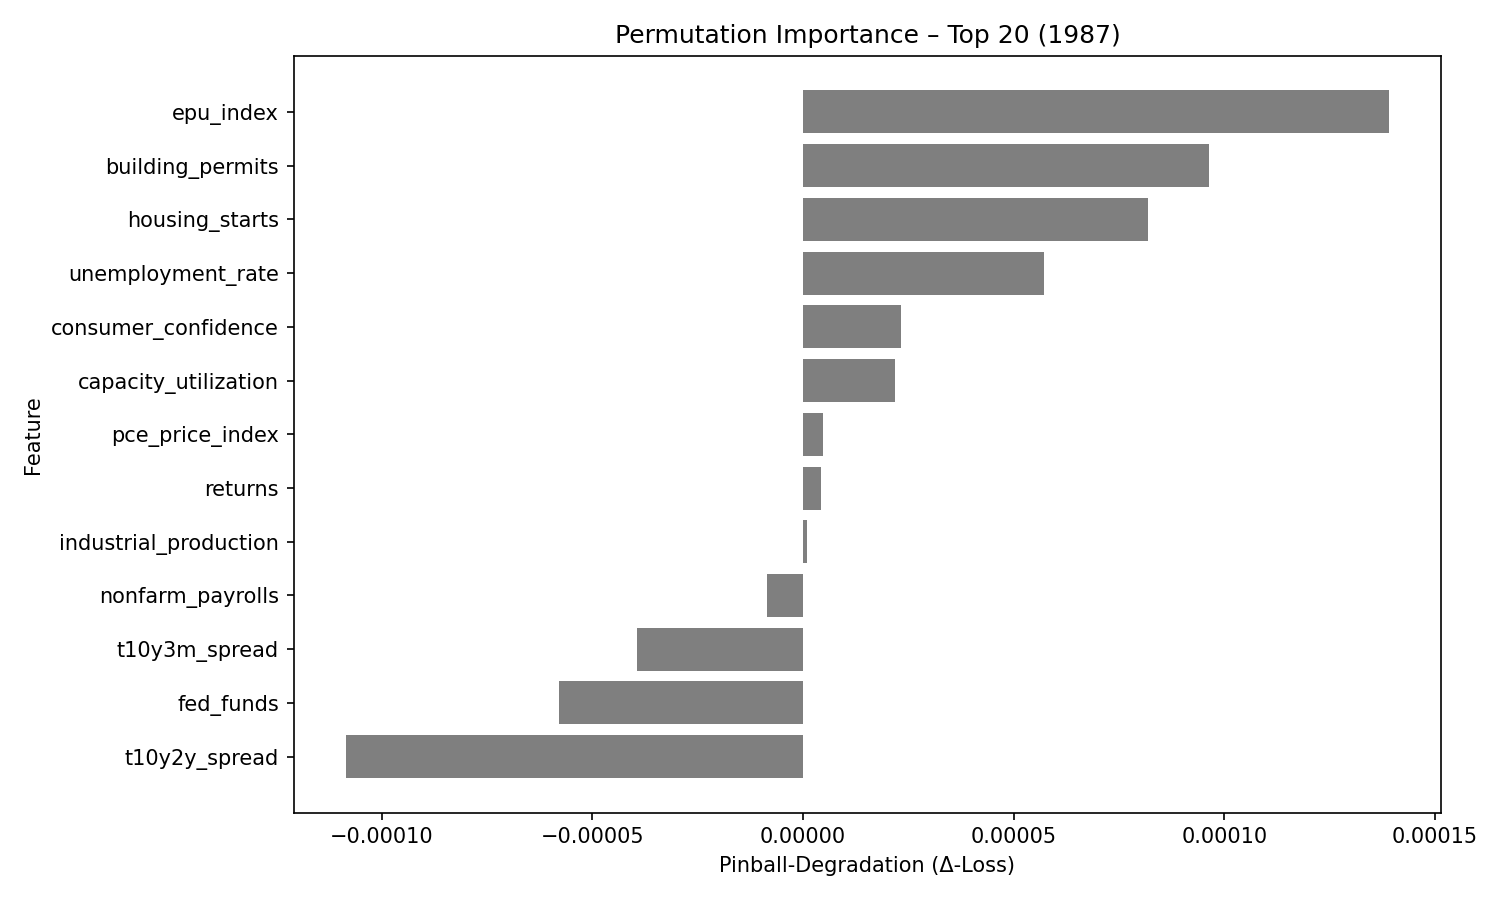 Permutation Importance – Top 20 (1987)
epu_index
building_permits
housing_starts
unemployment_rate
consumer_confidence
capacity_utilization
pce_price_index
returns
industrial_production
nonfarm_payrolls
t10y3m_spread
fed_funds
t10y2y_spread
Feature
−0.00010 −0.00005 0.00000 0.00005 0.00010 0.00015
Pinball-Degradation (Δ-Loss)